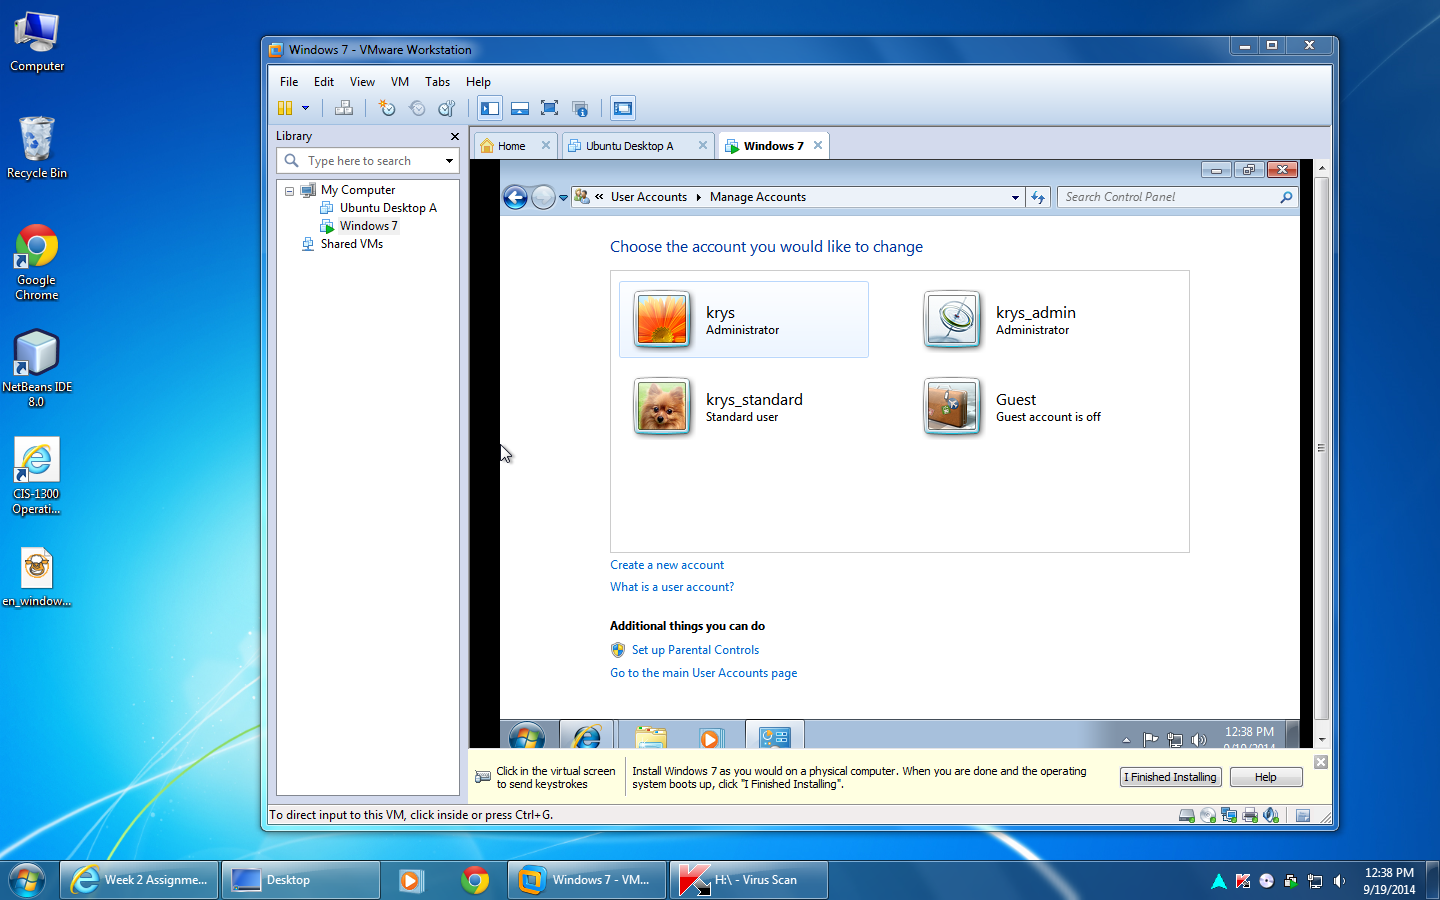 Computer
Recycle Bin
Google
Chrome
NetBeans IDE
8.0
CIS-1300
Operati...
en_window...
Windows 7 - VMware Workstation
File Edit View VM Tabs Help
Library
Type here to search
My Computer
Ubuntu Desktop A
Windows 7
Shared VMs
Home
Ubuntu Desktop A
Windows 7
« User Accounts Manage Accounts
Search Control Panel
Choose the account you would like to change
krys
Administrator
krys_admin
Administrator
krys_standard
Standard user
Guest
Guest account is off
Create a new account
What is a user account?
Additional things you can do
Set up Parental Controls
Go to the main User Accounts page
12:38 PM
9/19/2014
Click in the virtual screen
to send keystrokes
Install Windows 7 as you would on a physical computer. When you are done and the operating
system boots up, click "I Finished Installing".
I Finished Installing
Help
To direct input to this VM, click inside or press Ctrl+G.
Week 2 Assignme...
Desktop
Windows 7 - VM...
H:\ - Virus Scan
12:38 PM
9/19/2014